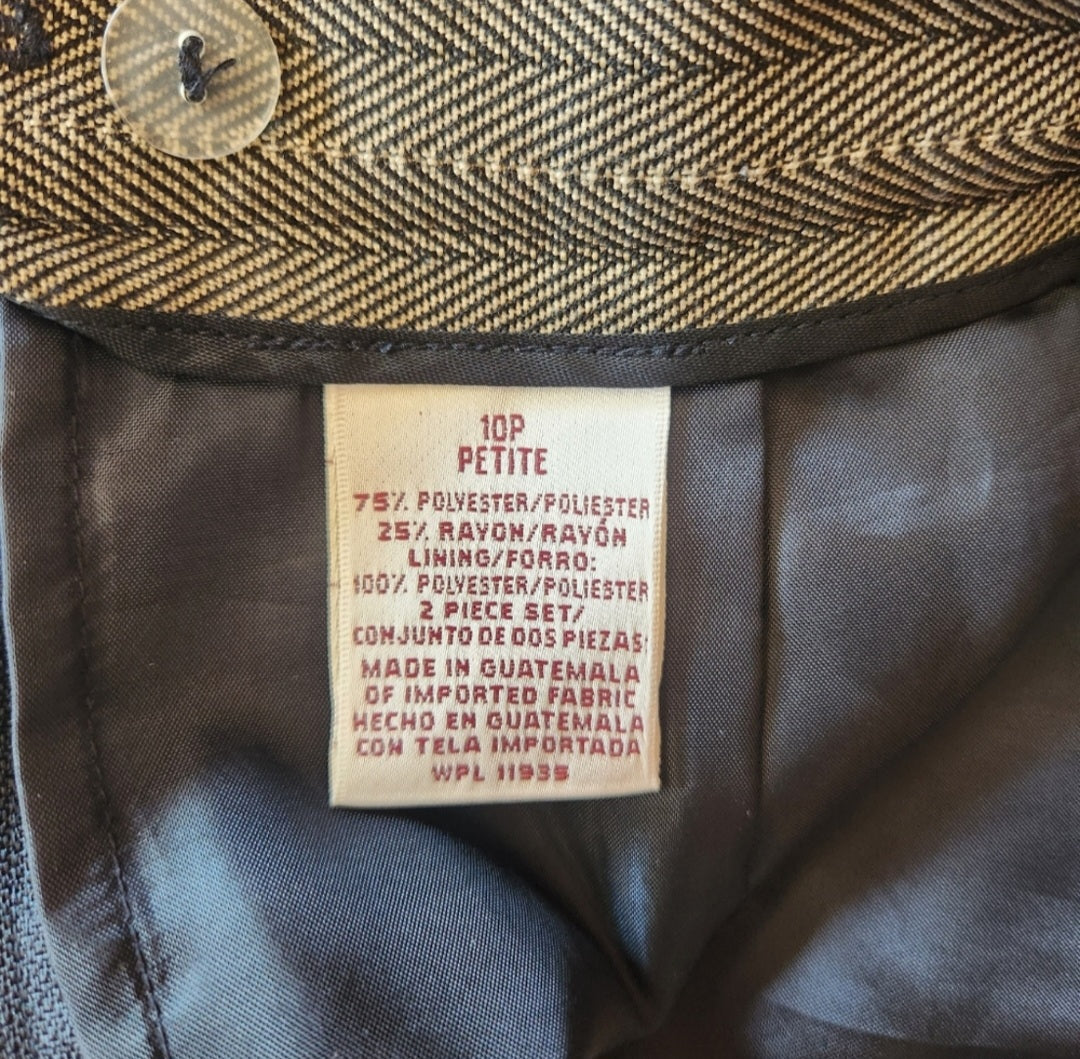 10P
PETITE
75% POLYESTER/POLIESTER
25% RAYON/RAYÓN
LINING/FORRO:
100% POLYESTER/POLIESTER
2 PIECE SET/
CONJUNTO DE DOS PIEZAS:
MADE IN GUATEMALA
OF IMPORTED FABRIC
HECHO EN GUATEMALA
CON TELA IMPORTADA
WPL 11935